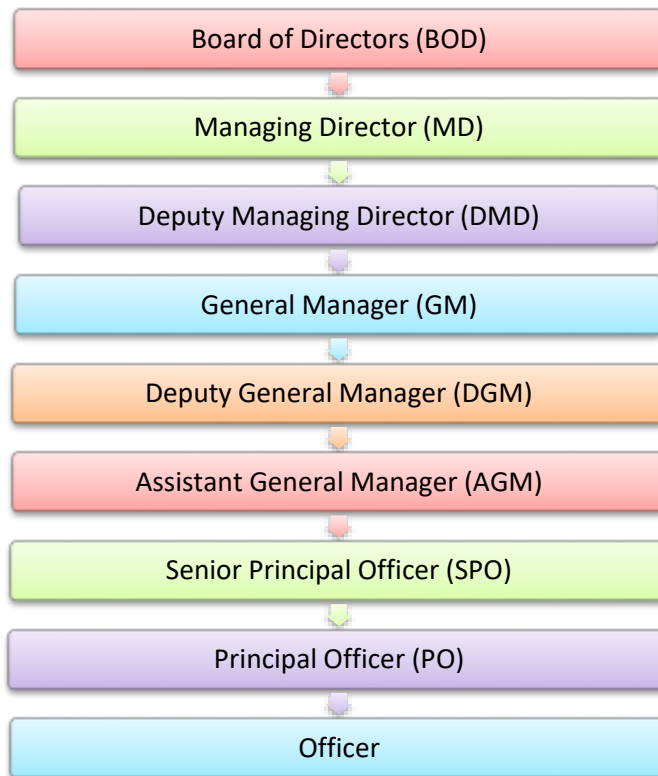 Board of Directors (BOD)
Managing Director (MD)
Deputy Managing Director (DMD)
General Manager (GM)
Deputy General Manager (DGM)
Assistant General Manager (AGM)
Senior Principal Officer (SPO)
Principal Officer (PO)
Officer